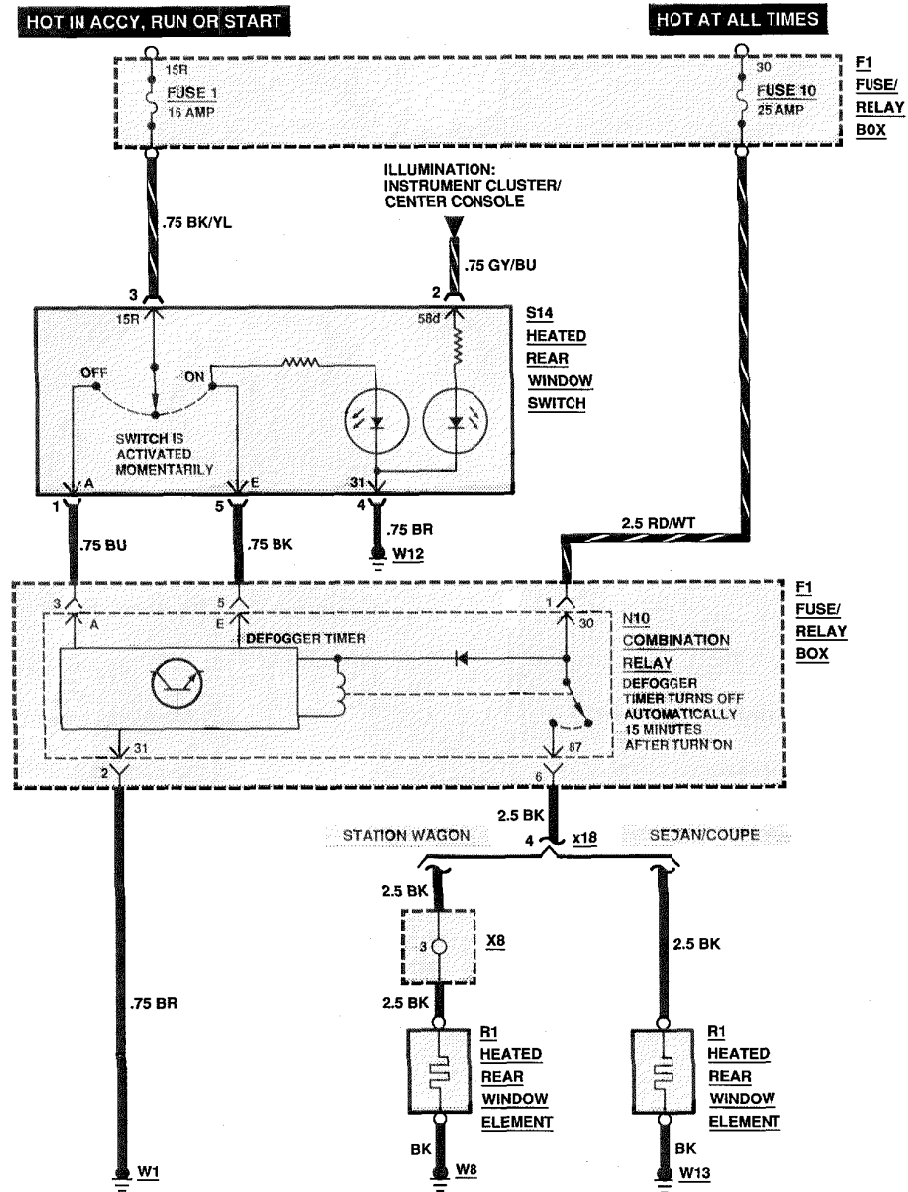 HOT IN ACCY, RUN OR START
HOT AT ALL TIMES
15R
FUSE 1
15 AMP
30
FUSE 10
25 AMP
F1
FUSE/
RELAY
BOX
ILLUMINATION:
INSTRUMENT CLUSTER/
CENTER CONSOLE
.75 BK/YL
.75 GY/BU
3
2
15R
58d
S14
HEATED
REAR
WINDOW
SWITCH
OFF
ON
SWITCH IS
ACTIVATED
MOMENTARILY
A
E
31
1
5
4
.75 BU
.75 BK
.75 BR
W12
2.5 RD/WT
3
5
1
A
E
30
DEFOGGER TIMER
N10
COMBINATION
RELAY
DEFOGGER
TIMER TURNS OFF
AUTOMATICALLY
15 MINUTES
AFTER TURN ON
F1
FUSE/
RELAY
BOX
31
87
2
6
2.5 BK
4
X18
STATION WAGON
SEDAN/COUPE
2.5 BK
3
X8
2.5 BK
2.5 BK
.75 BR
R1
HEATED
REAR
WINDOW
ELEMENT
R1
HEATED
REAR
WINDOW
ELEMENT
BK
BK
W1
W8
W13